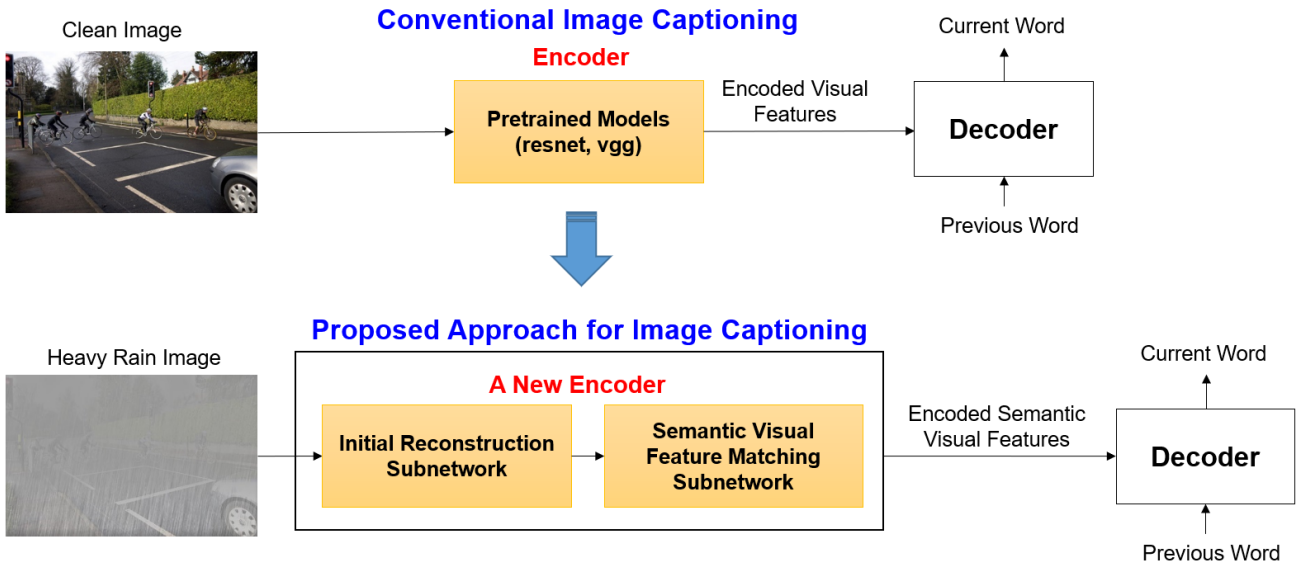 Conventional Image Captioning
Clean Image
Encoder
Pretrained Models
(resnet, vgg)
Encoded Visual
Features
Current Word
Decoder
Previous Word
Proposed Approach for Image Captioning
Heavy Rain Image
A New Encoder
Initial Reconstruction
Subnetwork
Semantic Visual
Feature Matching
Subnetwork
Encoded Semantic
Visual Features
Current Word
Decoder
Previous Word